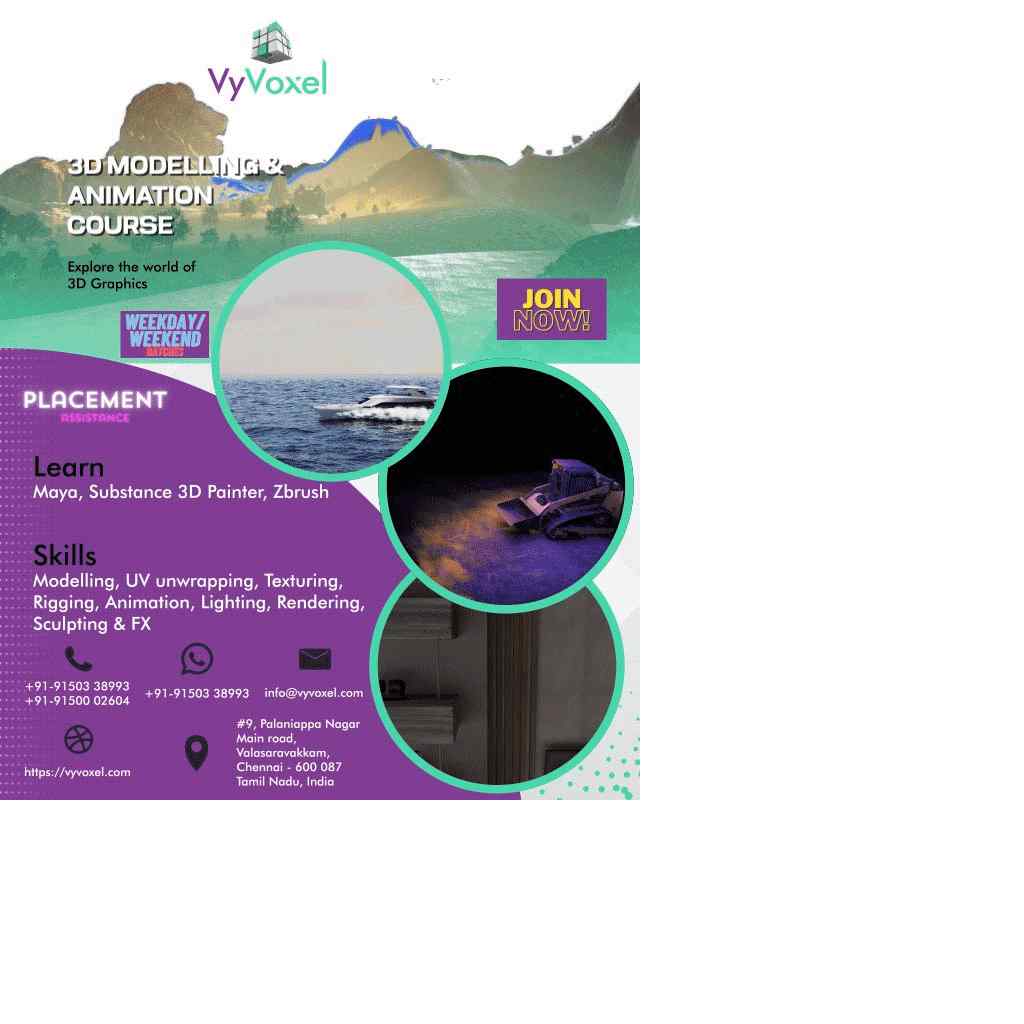 VyVoxel
3D MODELLING &
ANIMATION
COURSE
Explore the world of
3D Graphics
JOIN
NOW!
WEEKDAY/
WEEKEND
BATCHES
PLACEMENT
ASSISTANCE
Learn
Maya, Substance 3D Painter, Zbrush
Skills
Modelling, UV unwrapping, Texturing,
Rigging, Animation, Lighting, Rendering,
Sculpting & FX
+91-91503 38993
+91-91500 02604
+91-91503 38993
info@vyvoxel.com
https://vyvoxel.com
#9, Palaniappa Nagar
Main road,
Valasaravakkam,
Chennai - 600 087
Tamil Nadu, India